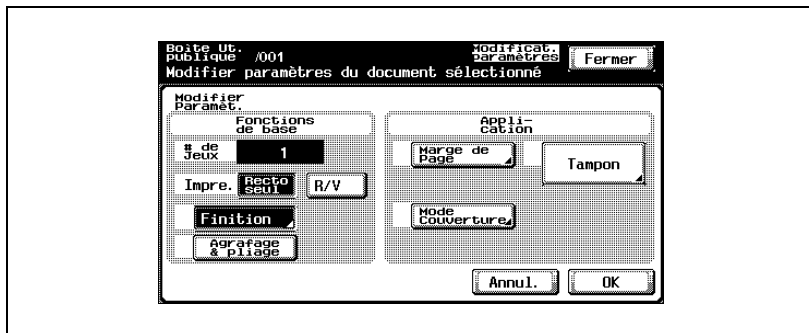 Boîte Ut. publique /001
Modificat. paramètres
Fermer
Modifier paramètres du document sélectionné
Modifier
Paramèt.
Fonctions
de base
Appli-
cation
# de
Jeux
1
Marge de
Page
Tampon
Impre.
Recto
seul
R/V
Finition
Mode
Couverture
Agrafage
& pliage
Annul.
OK